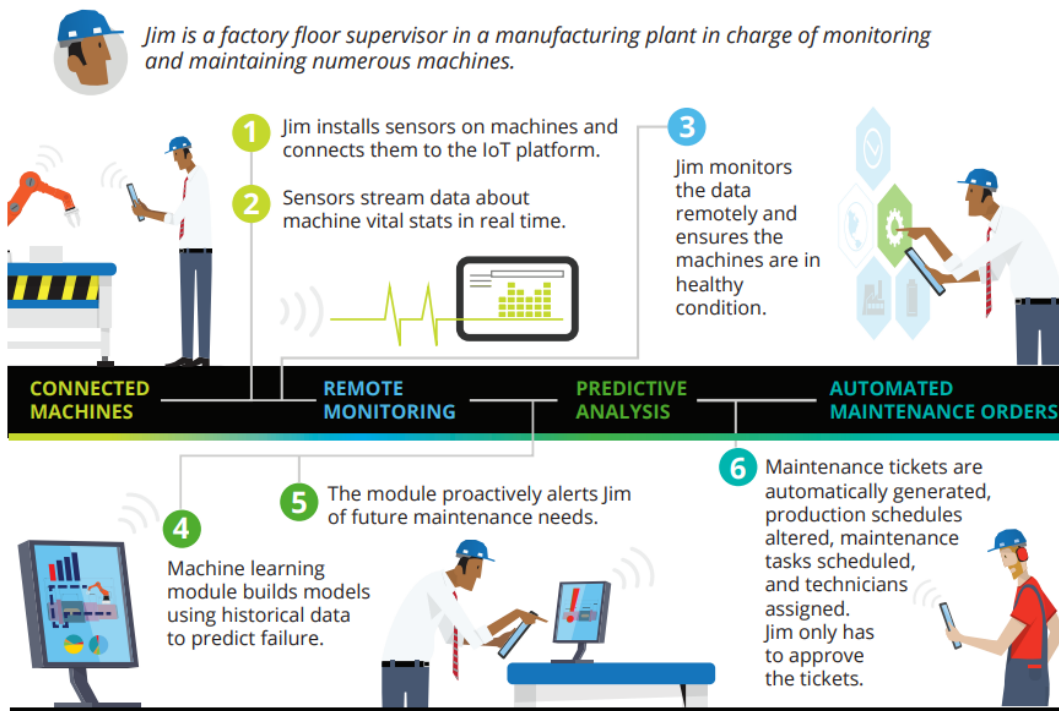 Jim is a factory floor supervisor in a manufacturing plant in charge of monitoring
and maintaining numerous machines.
1
Jim installs sensors on machines and
connects them to the IoT platform.
2
Sensors stream data about
machine vital stats in real time.
3
Jim monitors
the data
remotely and
ensures the
machines are in
healthy
condition.
CONNECTED
MACHINES
REMOTE
MONITORING
PREDICTIVE
ANALYSIS
AUTOMATED
MAINTENANCE ORDERS
4
Machine learning
module builds models
using historical data
to predict failure.
5
The module proactively alerts Jim
of future maintenance needs.
!
6
Maintenance tickets are
automatically generated,
production schedules
altered, maintenance
tasks scheduled,
and technicians
assigned.
Jim only has
to approve
the tickets.